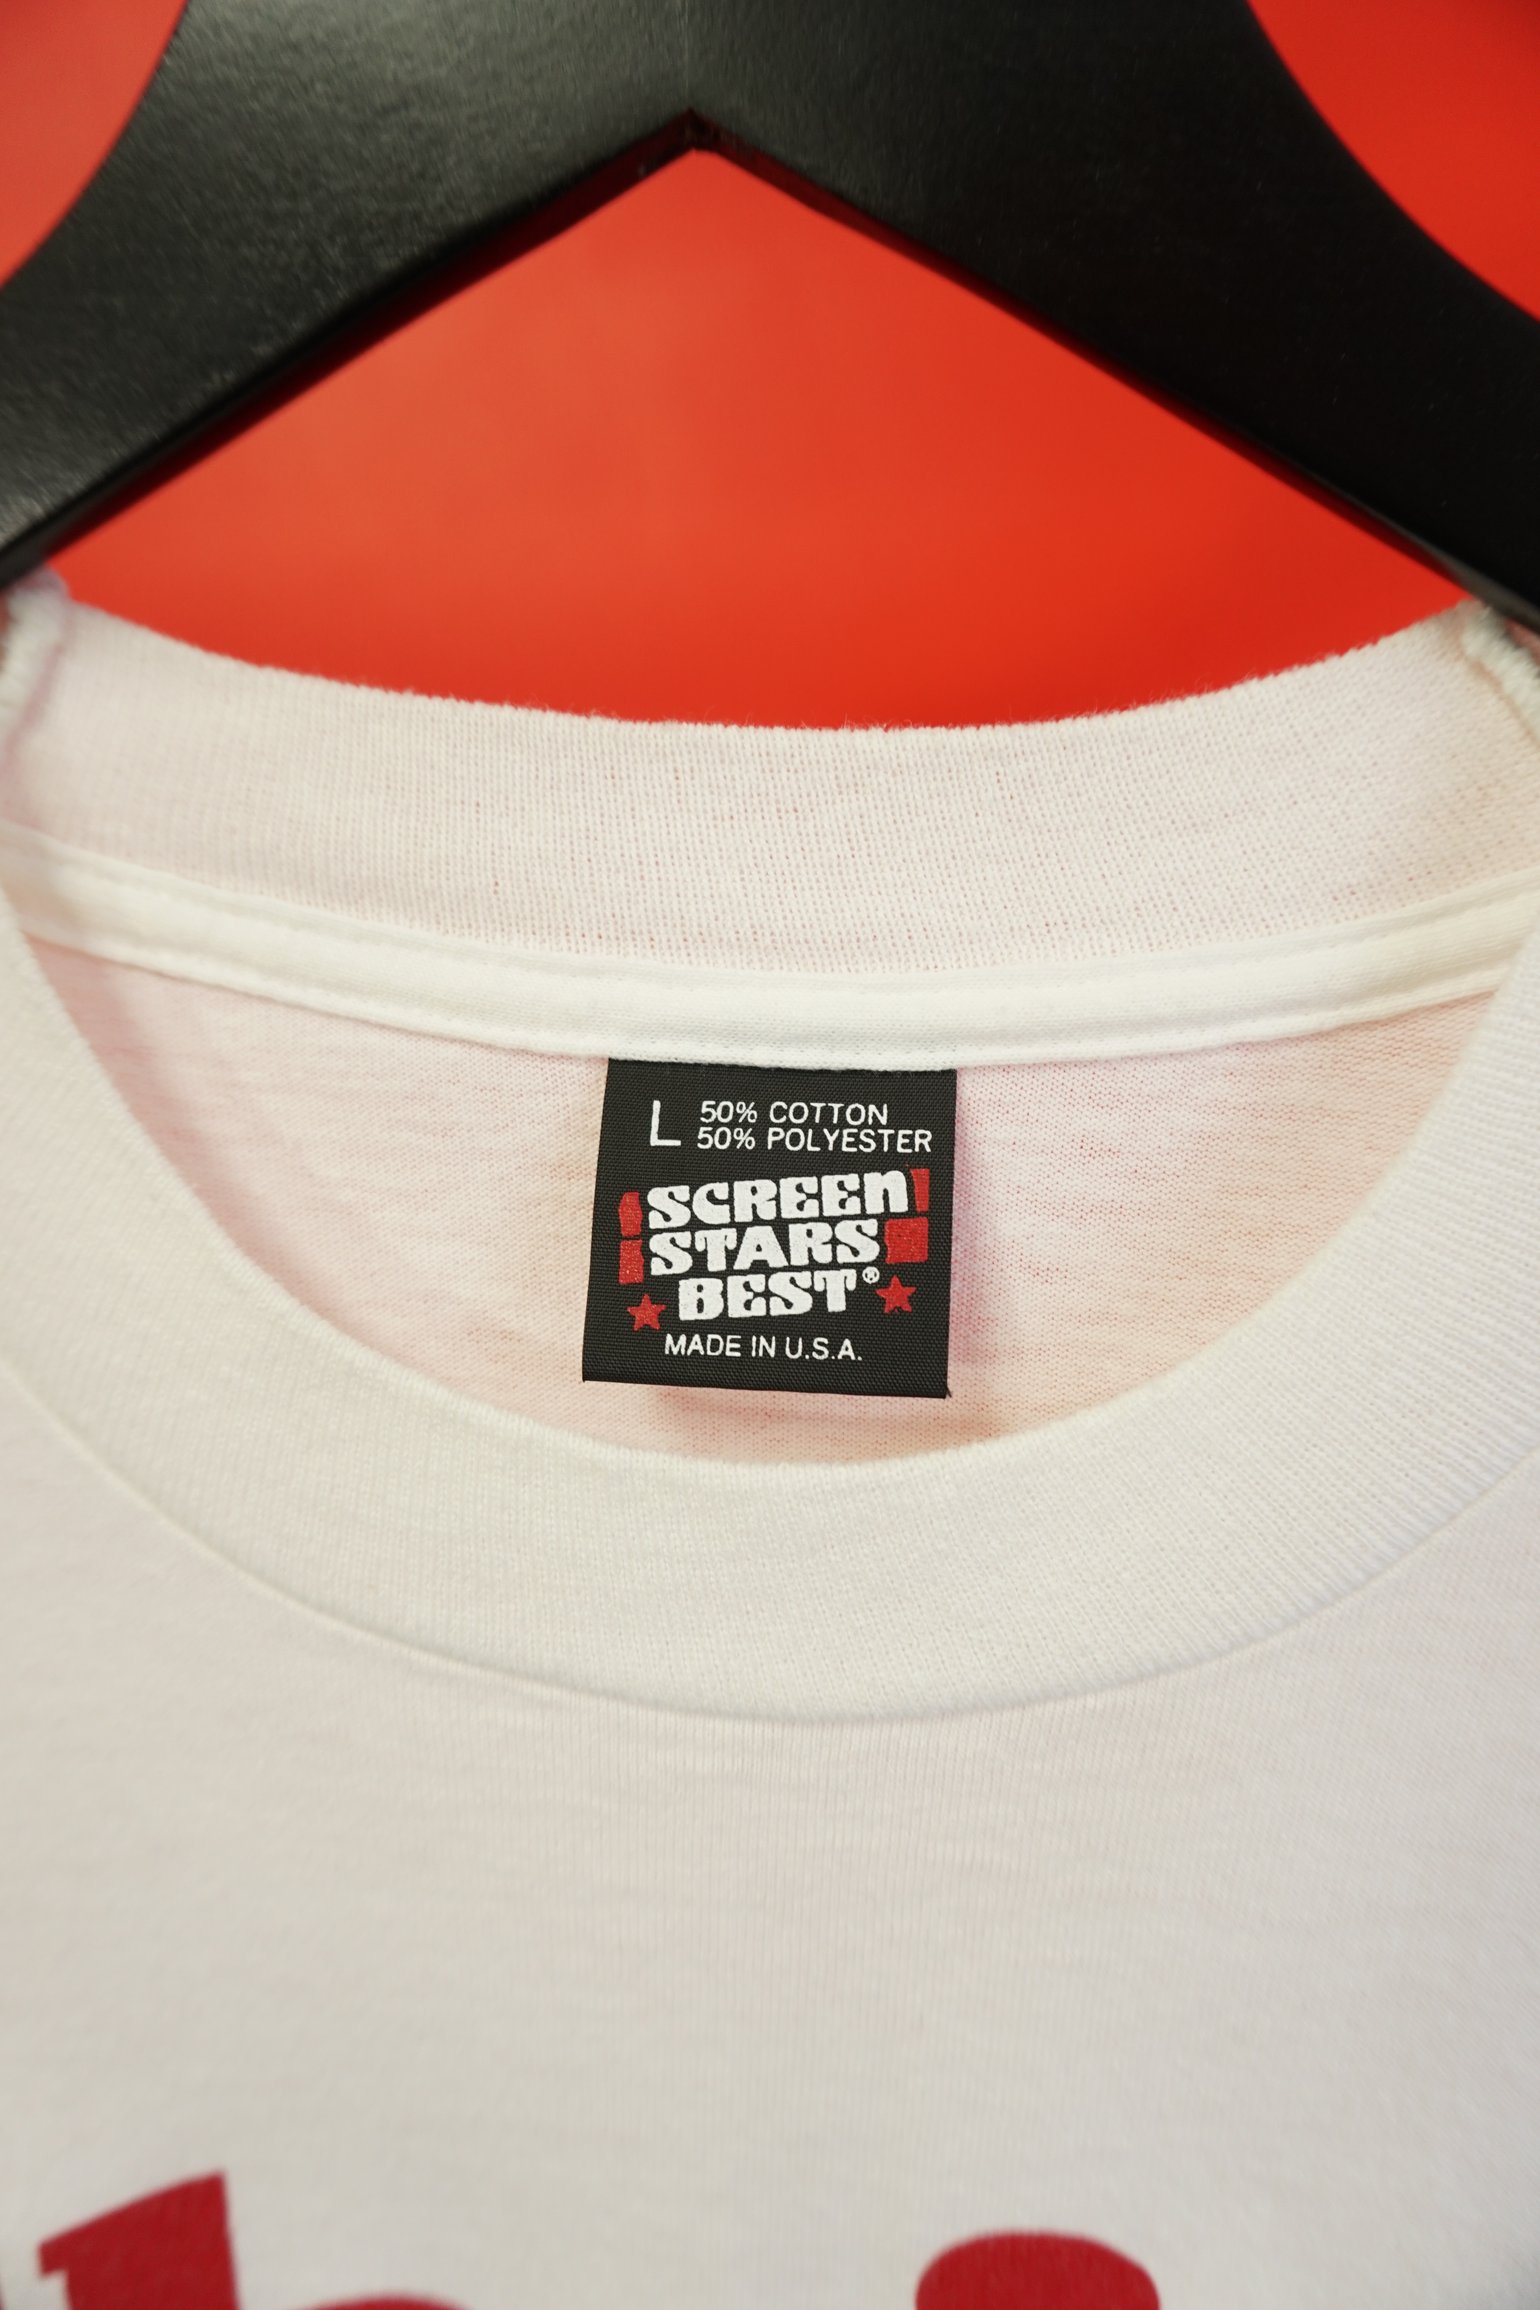 L 50% COTTON
50% POLYESTER
SCREEN
STARS
BEST®
MADE IN U.S.A.